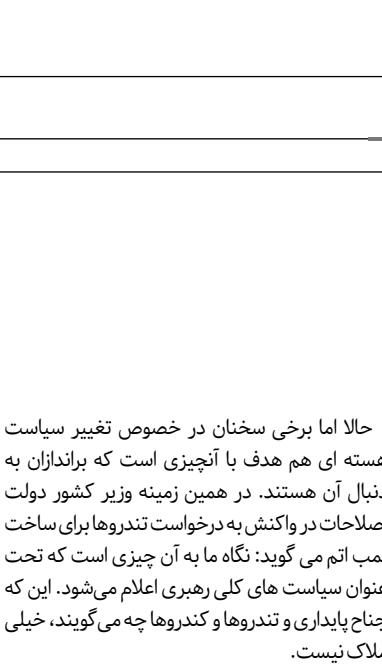 حالا اما برخی سخنان در خصوص تغییر سیاست
هسته ای هم هدف با آنچیزی است که براندازان به
دنبال آن هستند. در همین زمینه وزیر کشور دولت
اصلاحات در واکنش به درخواست تندروها برای ساخت
بمب اتم می گوید: نگاه ما به آن چیزی است که تحت
عنوان سیاست های کلی رهبری اعلام می‌شود. این که
جناح پایداری و تندروها و کندروها چه می‌گویند، خیلی
ملاک نیست.